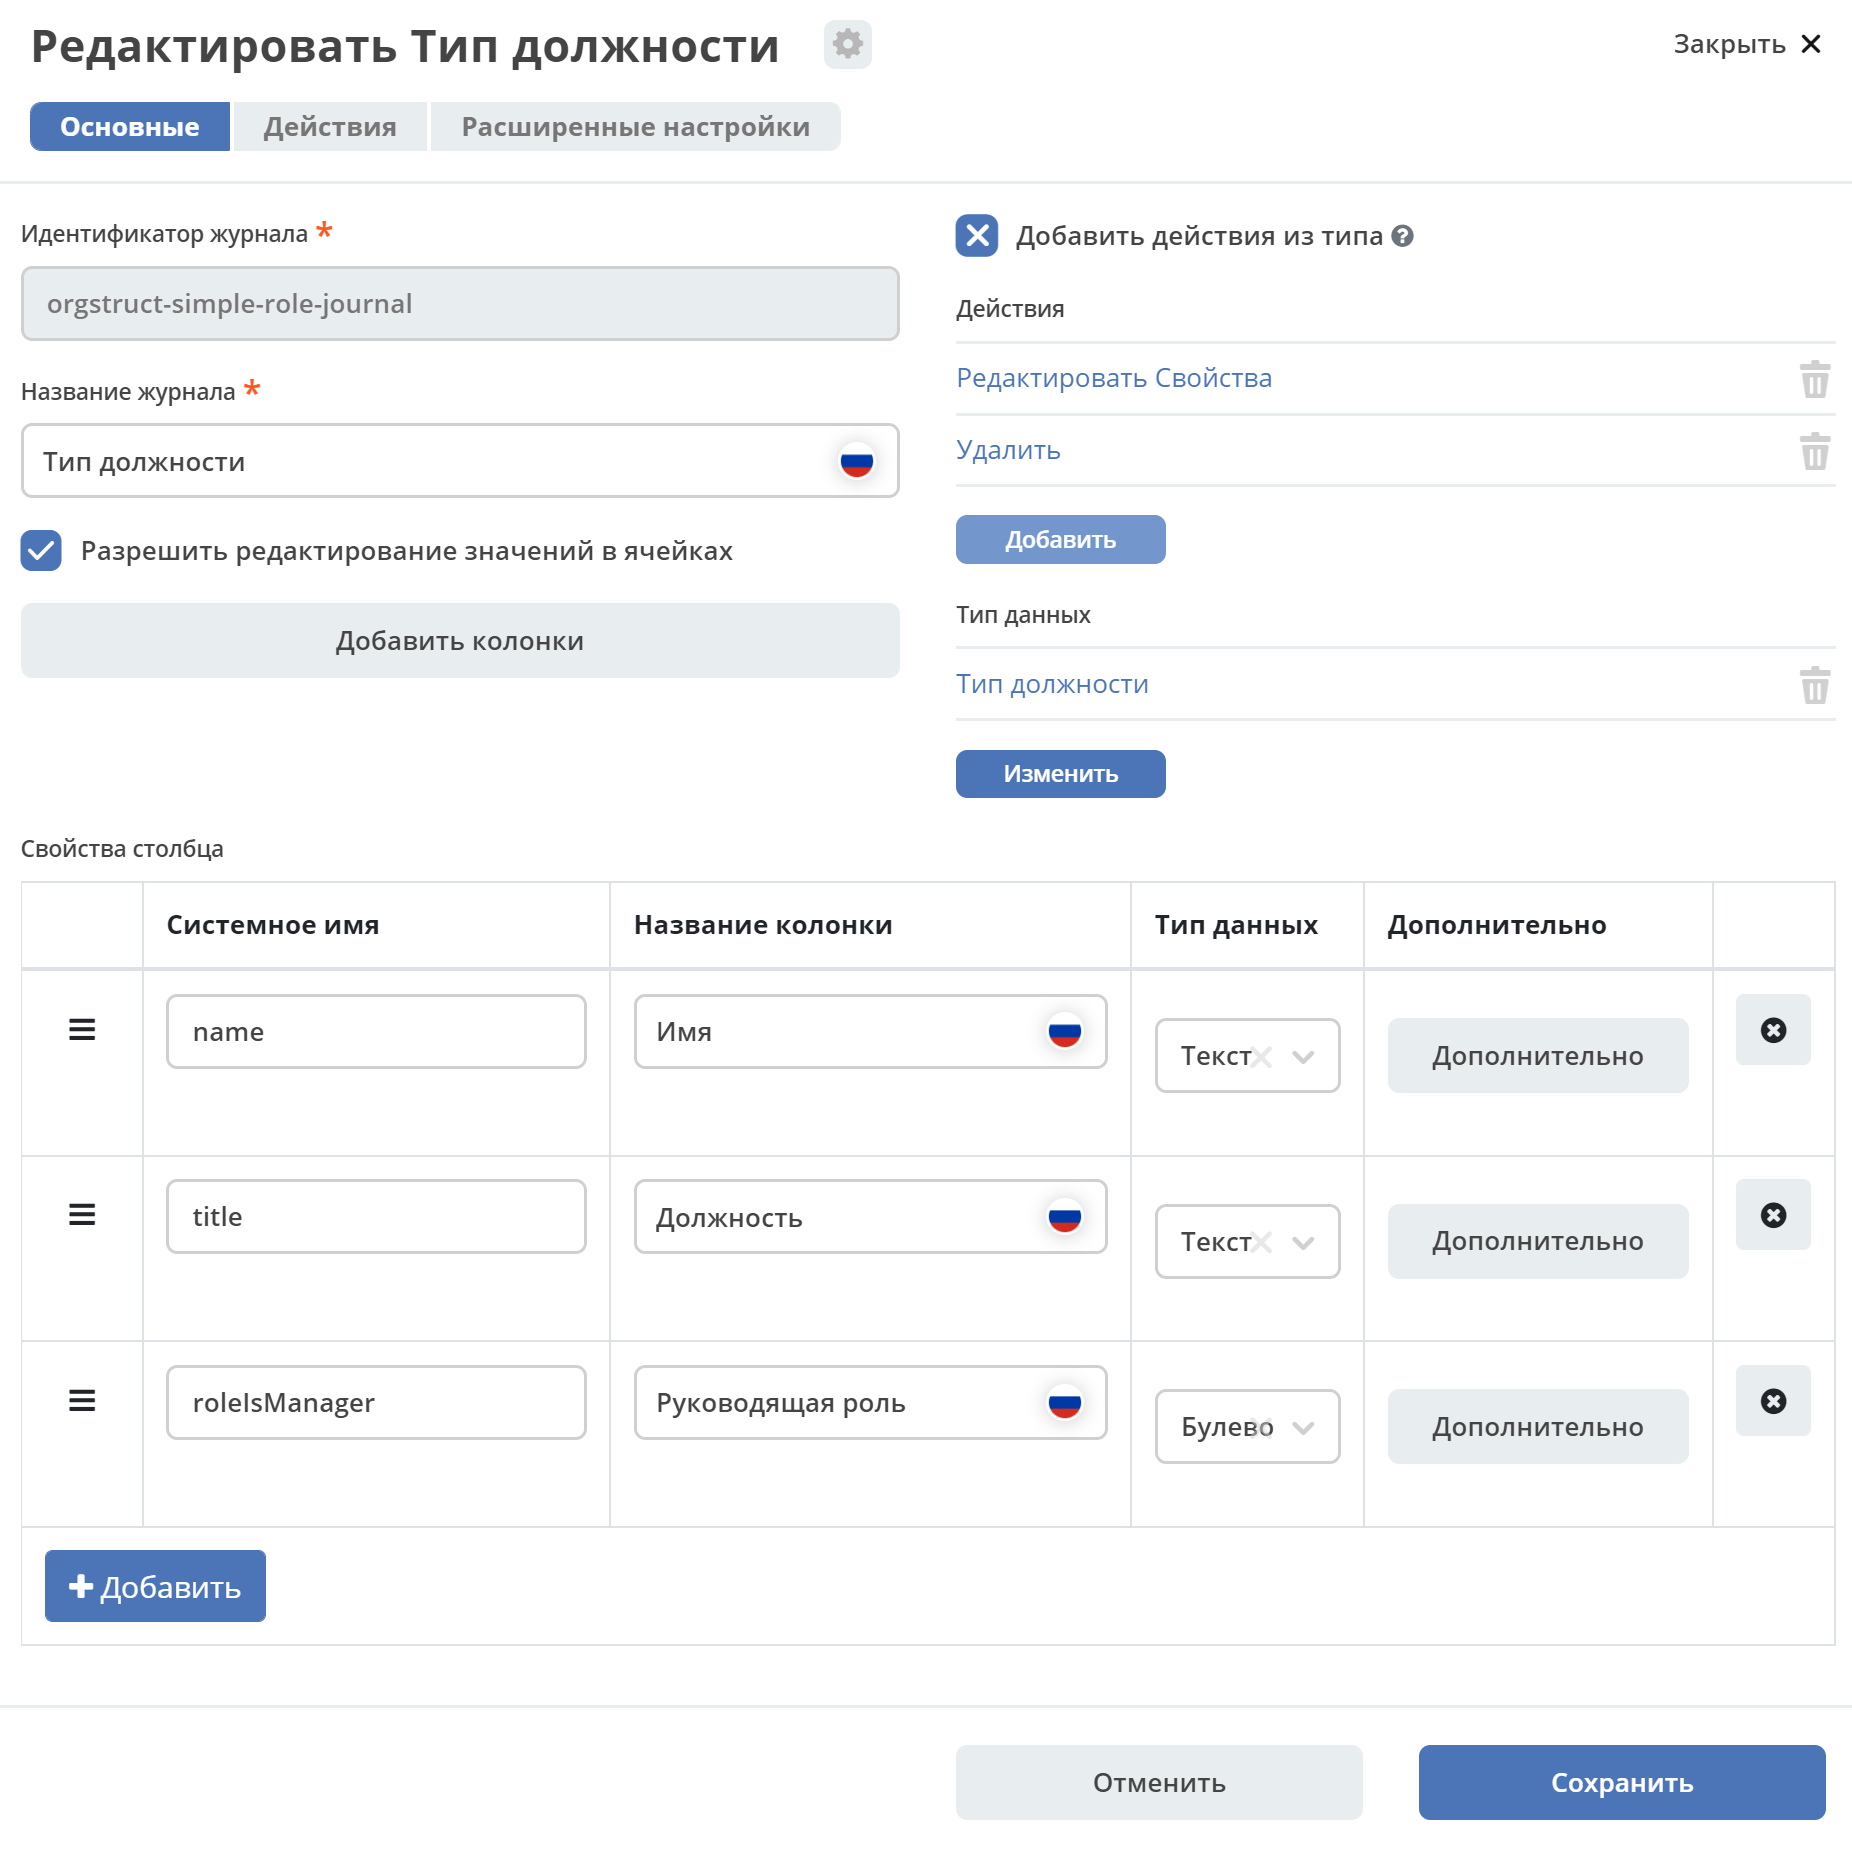 Редактировать Тип должности
Закрыть
Основные
Действия
Расширенные настройки
Идентификатор журнала *
orgstruct-simple-role-journal
Название журнала *
Тип должности
Разрешить редактирование значений в ячейках
Добавить колонки
Добавить действия из типа
Действия
Редактировать Свойства
Удалить
Добавить
Тип данных
Тип должности
Изменить
Свойства столбца
Системное имя
Название колонки
Тип данных
Дополнительно
name
Имя
Текст
Дополнительно
title
Должность
Текст
Дополнительно
roleIsManager
Руководящая роль
Булево
Дополнительно
Добавить
Отменить
Сохранить